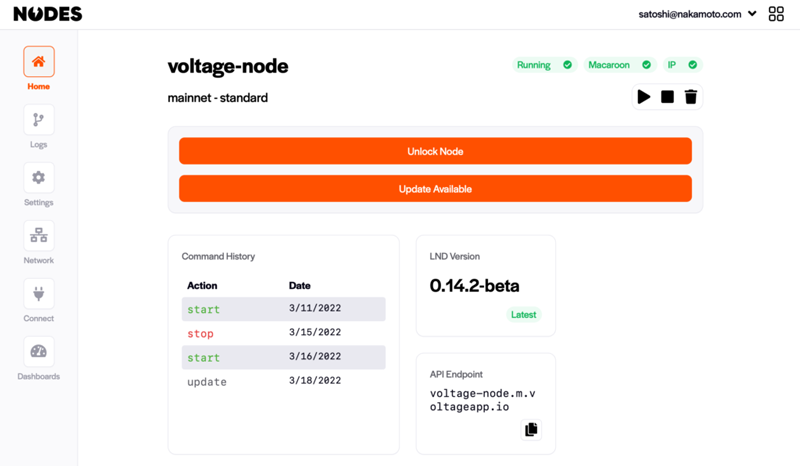 NODES
satoshi@nakamoto.com
Home
Logs
Settings
Network
Connect
Dashboards
voltage-node
Running
Macaroon
IP
mainnet - standard
Unlock Node
Update Available
Command History
Action Date
start 3/11/2022
stop 3/15/2022
start 3/16/2022
update 3/18/2022
LND Version
0.14.2-beta
Latest
API Endpoint
voltage-node.m.v
oltageapp.io